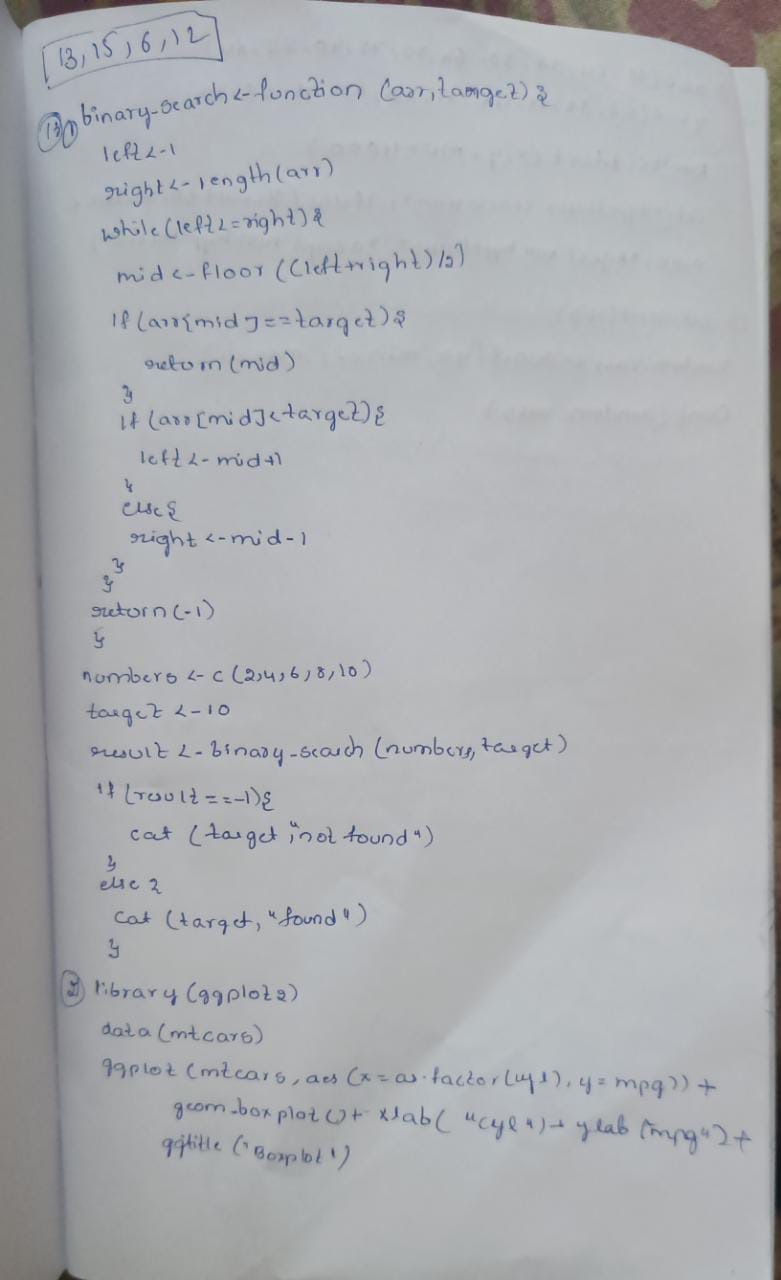 [13, 15, 6, 12]
(13) 1) binary-search <- function (arr, target) {
left <- 1
right <- length(arr)
while (left <= right) {
mid <- floor ((left+right)/2)
if (arr[mid] == target) {
return (mid)
}
if (arr[mid] < target) {
left <- mid+1
}
else {
right <- mid-1
}
}
return (-1)
}
numbers <- c (2,4,6,8,10)
target <- 10
result <- binary-search (numbers, target)
if (result == -1) {
cat (target, "not found")
}
else {
cat (target, "found")
}
2) library (ggplot2)
data (mtcars)
ggplot (mtcars, aes (x = as.factor(cyl), y = mpg)) +
geom-boxplot () + xlab( "cyl") + ylab ("mpg") +
ggtitle ("Boxplot")